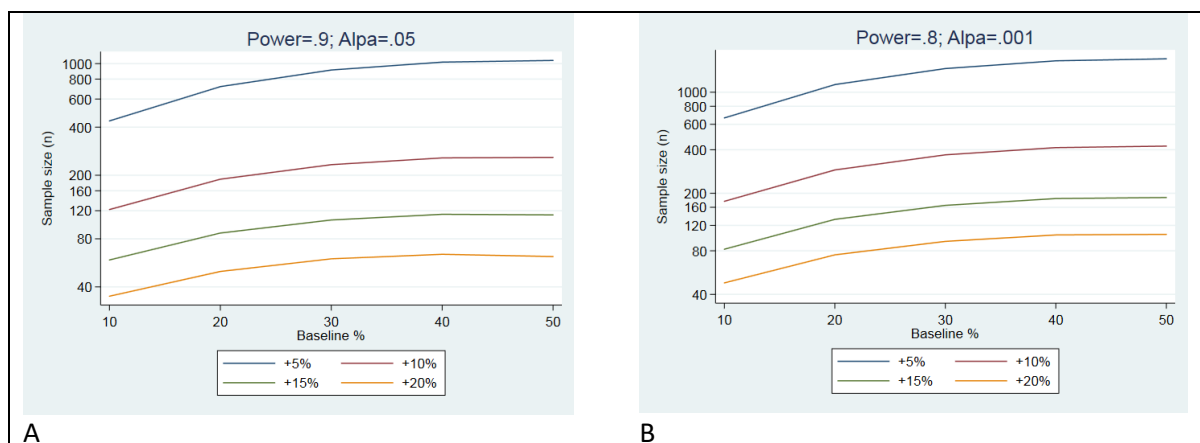 Power=.9; Alpa=.05
Sample size (n)
1000
800
600
400
200
160
120
80
40
10 20 30 40 50
Baseline %
+5% +10%
+15% +20%
A
Power=.8; Alpa=.001
Sample size (n)
1000
800
600
400
200
160
120
80
40
10 20 30 40 50
Baseline %
+5% +10%
+15% +20%
B